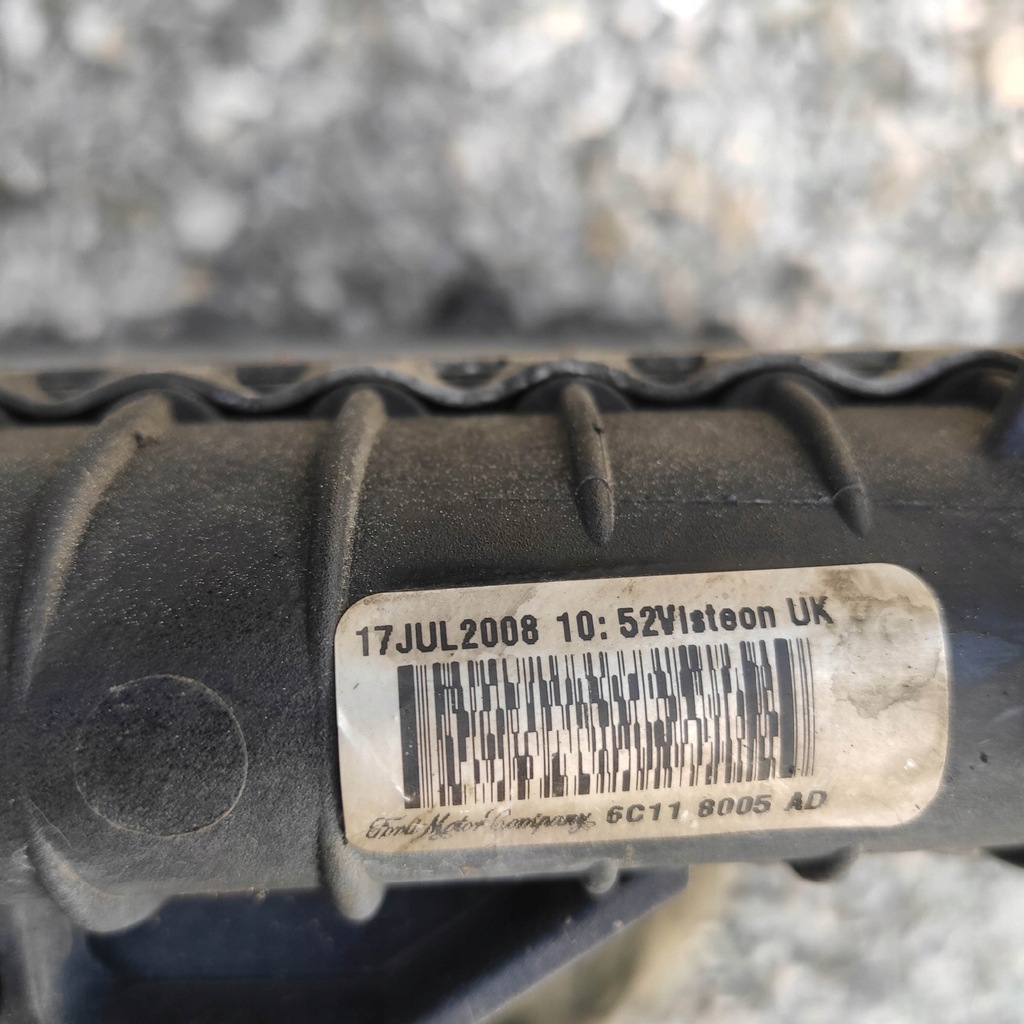 17JUL2008 10:52Visteon UK
Ford Motor Company 6C11 8005 AD